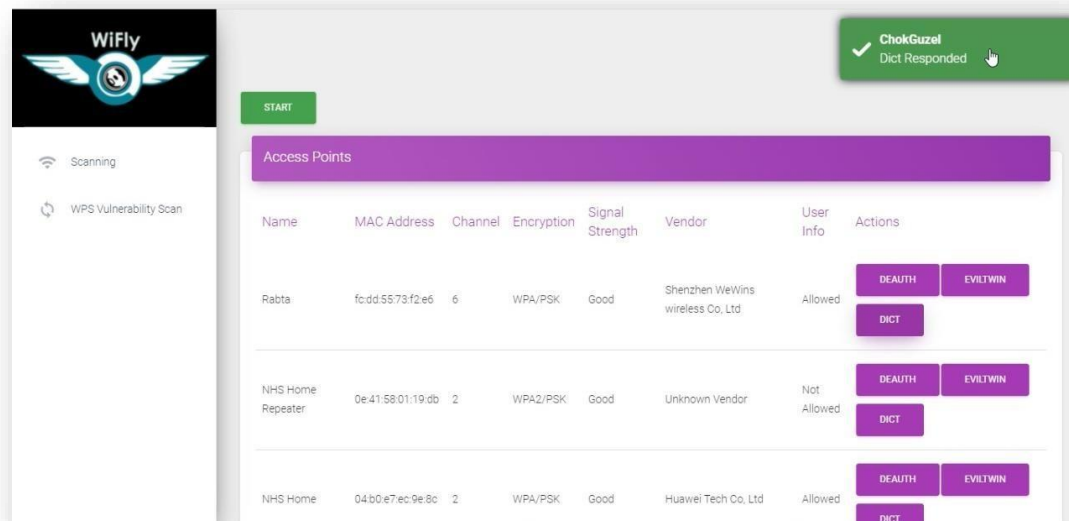 WiFly
ChokGuzel
Dict Responded
START
Scanning
WPS Vulnerability Scan
Access Points
Name MAC Address Channel Encryption Signal Strength Vendor User Info Actions
Rabta fc:dd:55:73:f2:e6 6 WPA/PSK Good Shenzhen WeWins wireless Co, Ltd Allowed DEAUTH EVILTWIN
DICT
NHS Home Repeater 0e:41:58:01:19:db 2 WPA2/PSK Good Unknown Vendor Not Allowed DEAUTH EVILTWIN
DICT
NHS Home 04:b0:e7:ec:9e:8c 2 WPA/PSK Good Huawei Tech Co, Ltd Allowed DEAUTH EVILTWIN
DICT